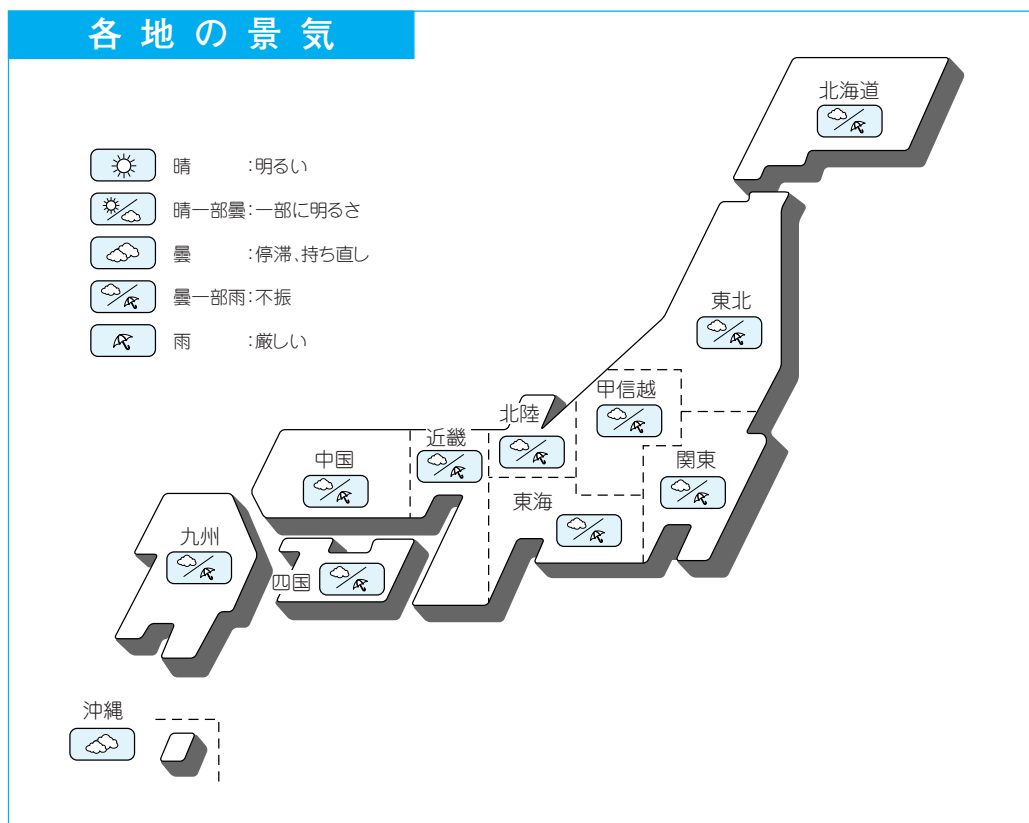 各地の景気
晴　　:明るい
晴一部曇:一部に明るさ
曇　　:停滞、持ち直し
曇一部雨:不振
雨　　:厳しい
北海道
東北
甲信越
北陸
近畿
中国
関東
東海
九州
四国
沖縄